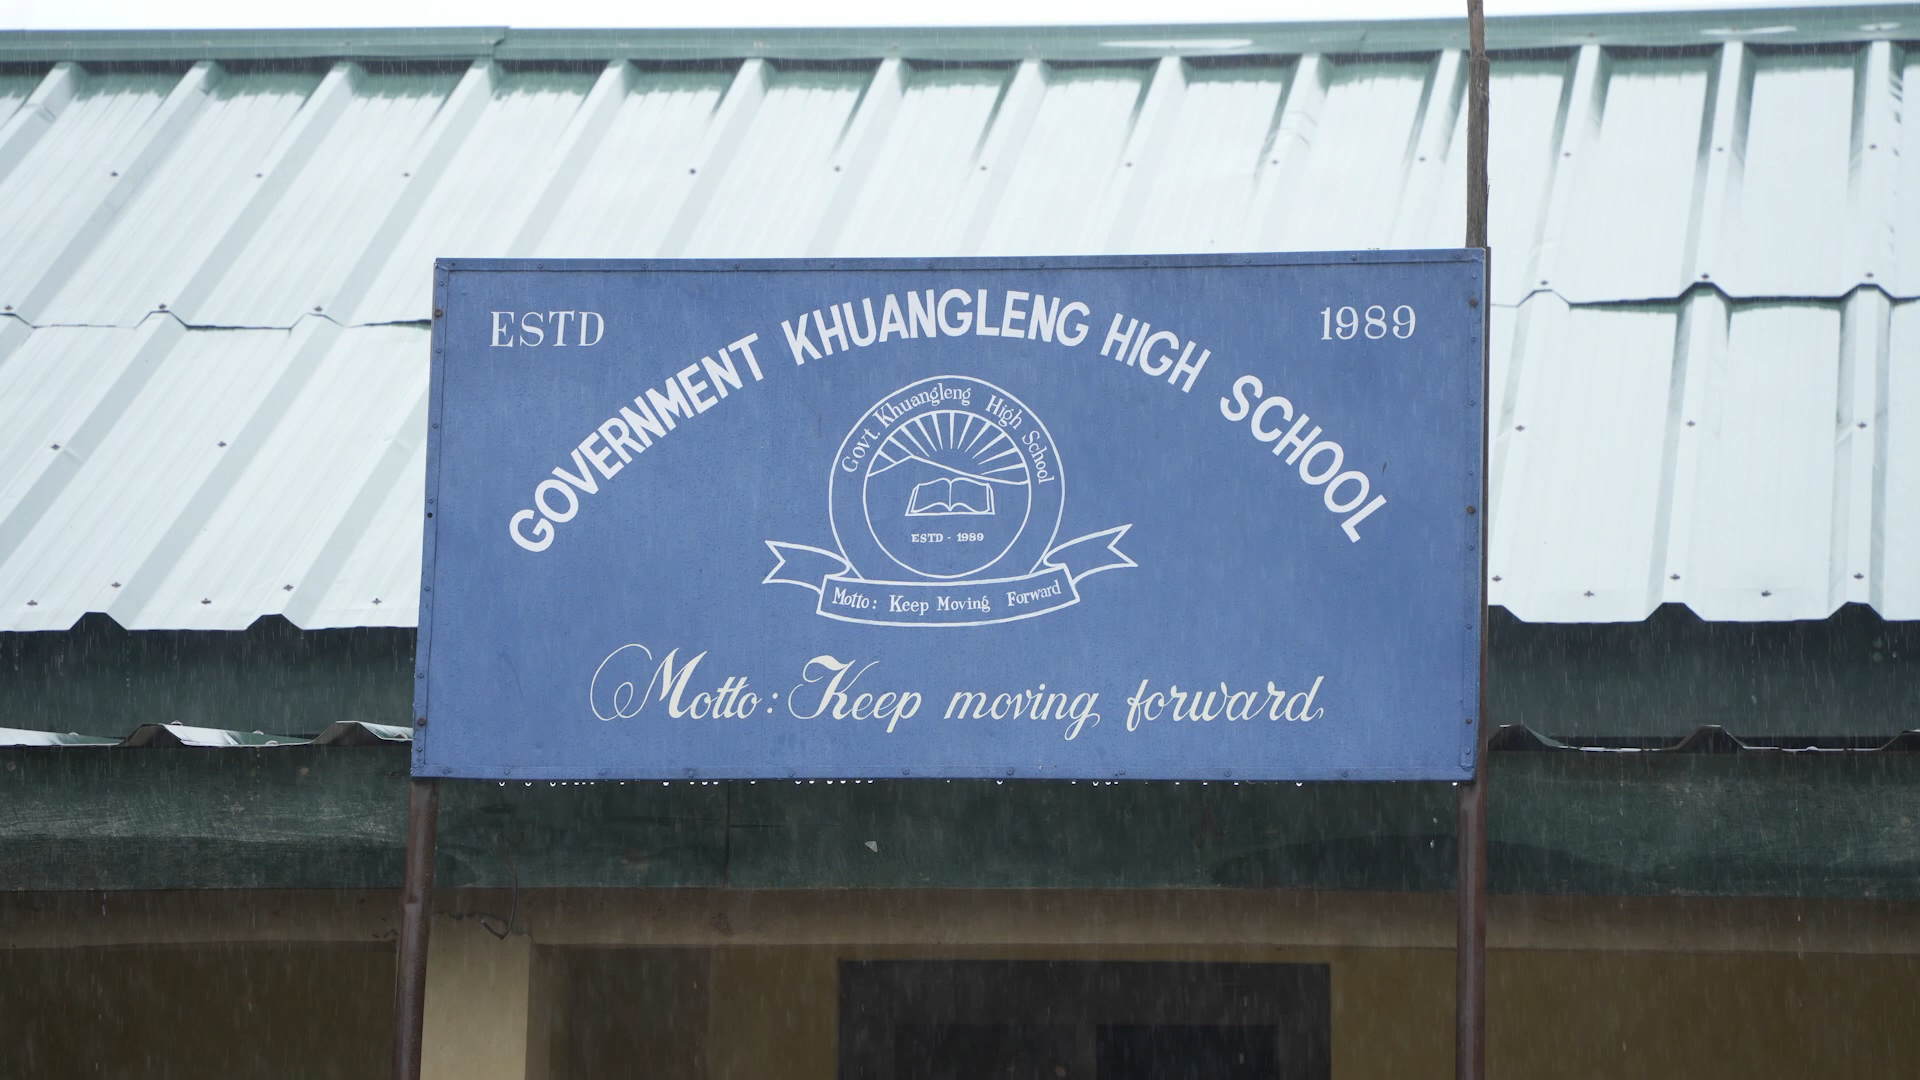 ESTD 1989
GOVERNMENT KHUANGLENG HIGH SCHOOL
Govt. Khuangleng High School
ESTD - 1989
Motto: Keep Moving Forward
Motto: Keep moving forward